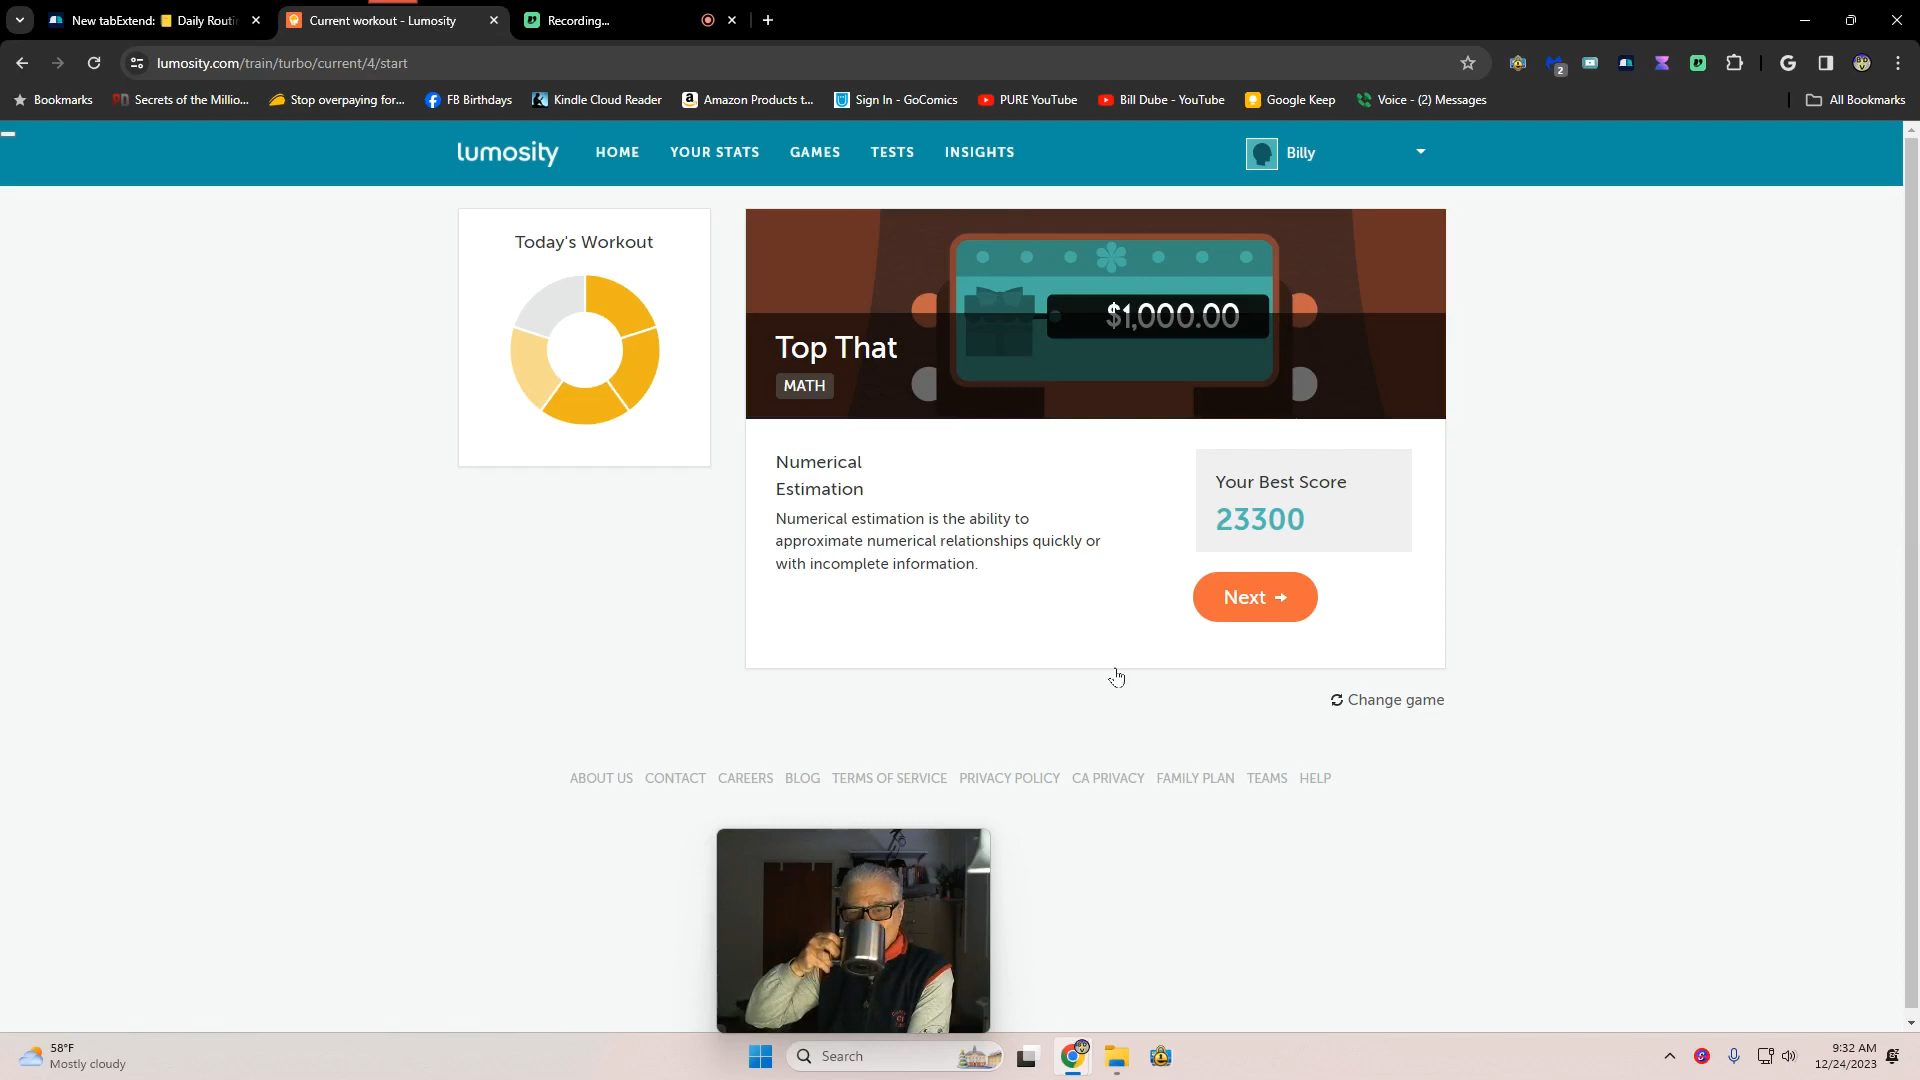 New tabExtend: Daily Routi
Current workout - Lumosity
Recording...
lumosity.com/train/turbo/current/4/start
2
Bookmarks
Secrets of the Millio...
Stop overpaying for...
FB Birthdays
Kindle Cloud Reader
Amazon Products t...
Sign In - GoComics
PURE YouTube
Bill Dube - YouTube
Google Keep
Voice - (2) Messages
All Bookmarks
lumosity
HOME
YOUR STATS
GAMES
TESTS
INSIGHTS
Billy
Today's Workout
$1,000.00
Top That
MATH
Numerical
Estimation
Numerical estimation is the ability to
approximate numerical relationships quickly or
with incomplete information.
Your Best Score
23300
Next
Change game
ABOUT US CONTACT CAREERS BLOG TERMS OF SERVICE PRIVACY POLICY CA PRIVACY FAMILY PLAN TEAMS HELP
58°F
Mostly cloudy
Search
9:32 AM
12/24/2023